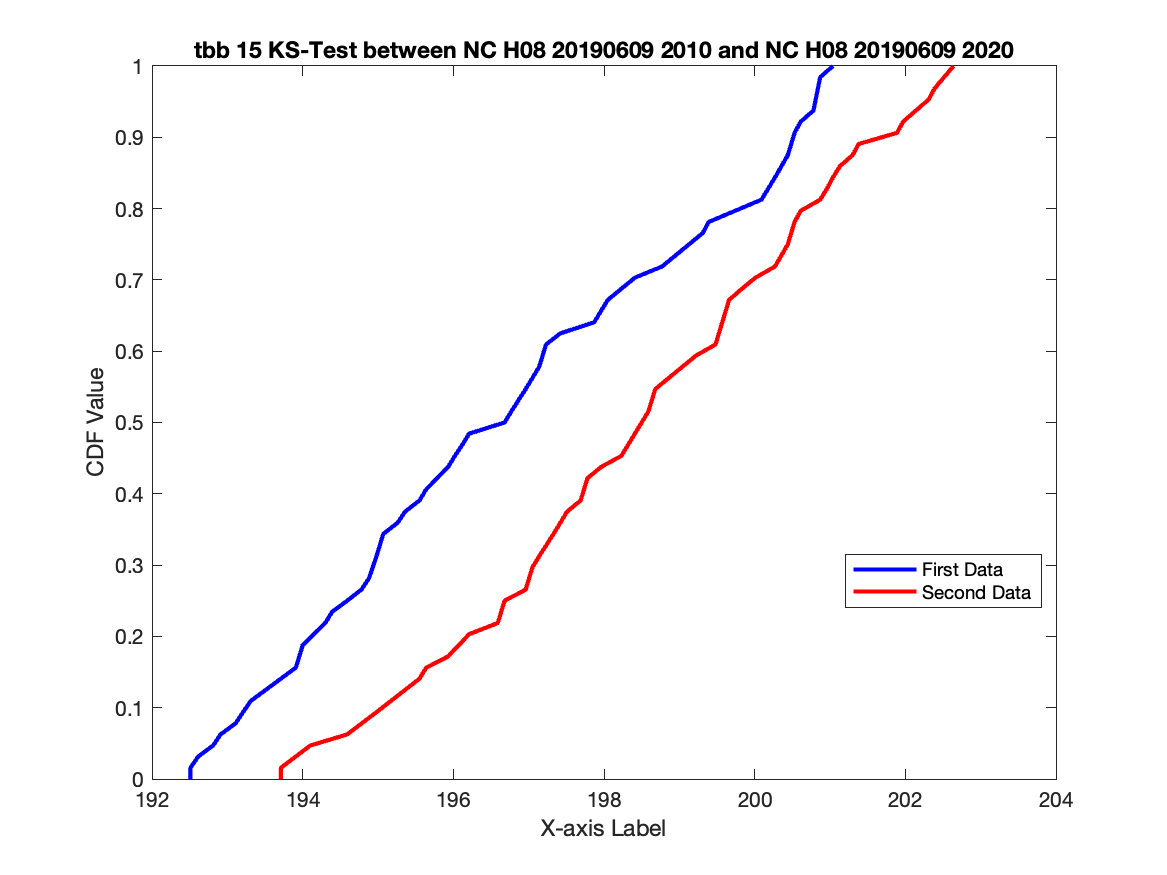 tbb 15 KS-Test between NC H08 20190609 2010 and NC H08 20190609 2020
1
0.9
0.8
0.7
0.6
0.5
0.4
0.3
0.2
0.1
0
CDF Value
First Data
Second Data
192 194 196 198 200 202 204
X-axis Label